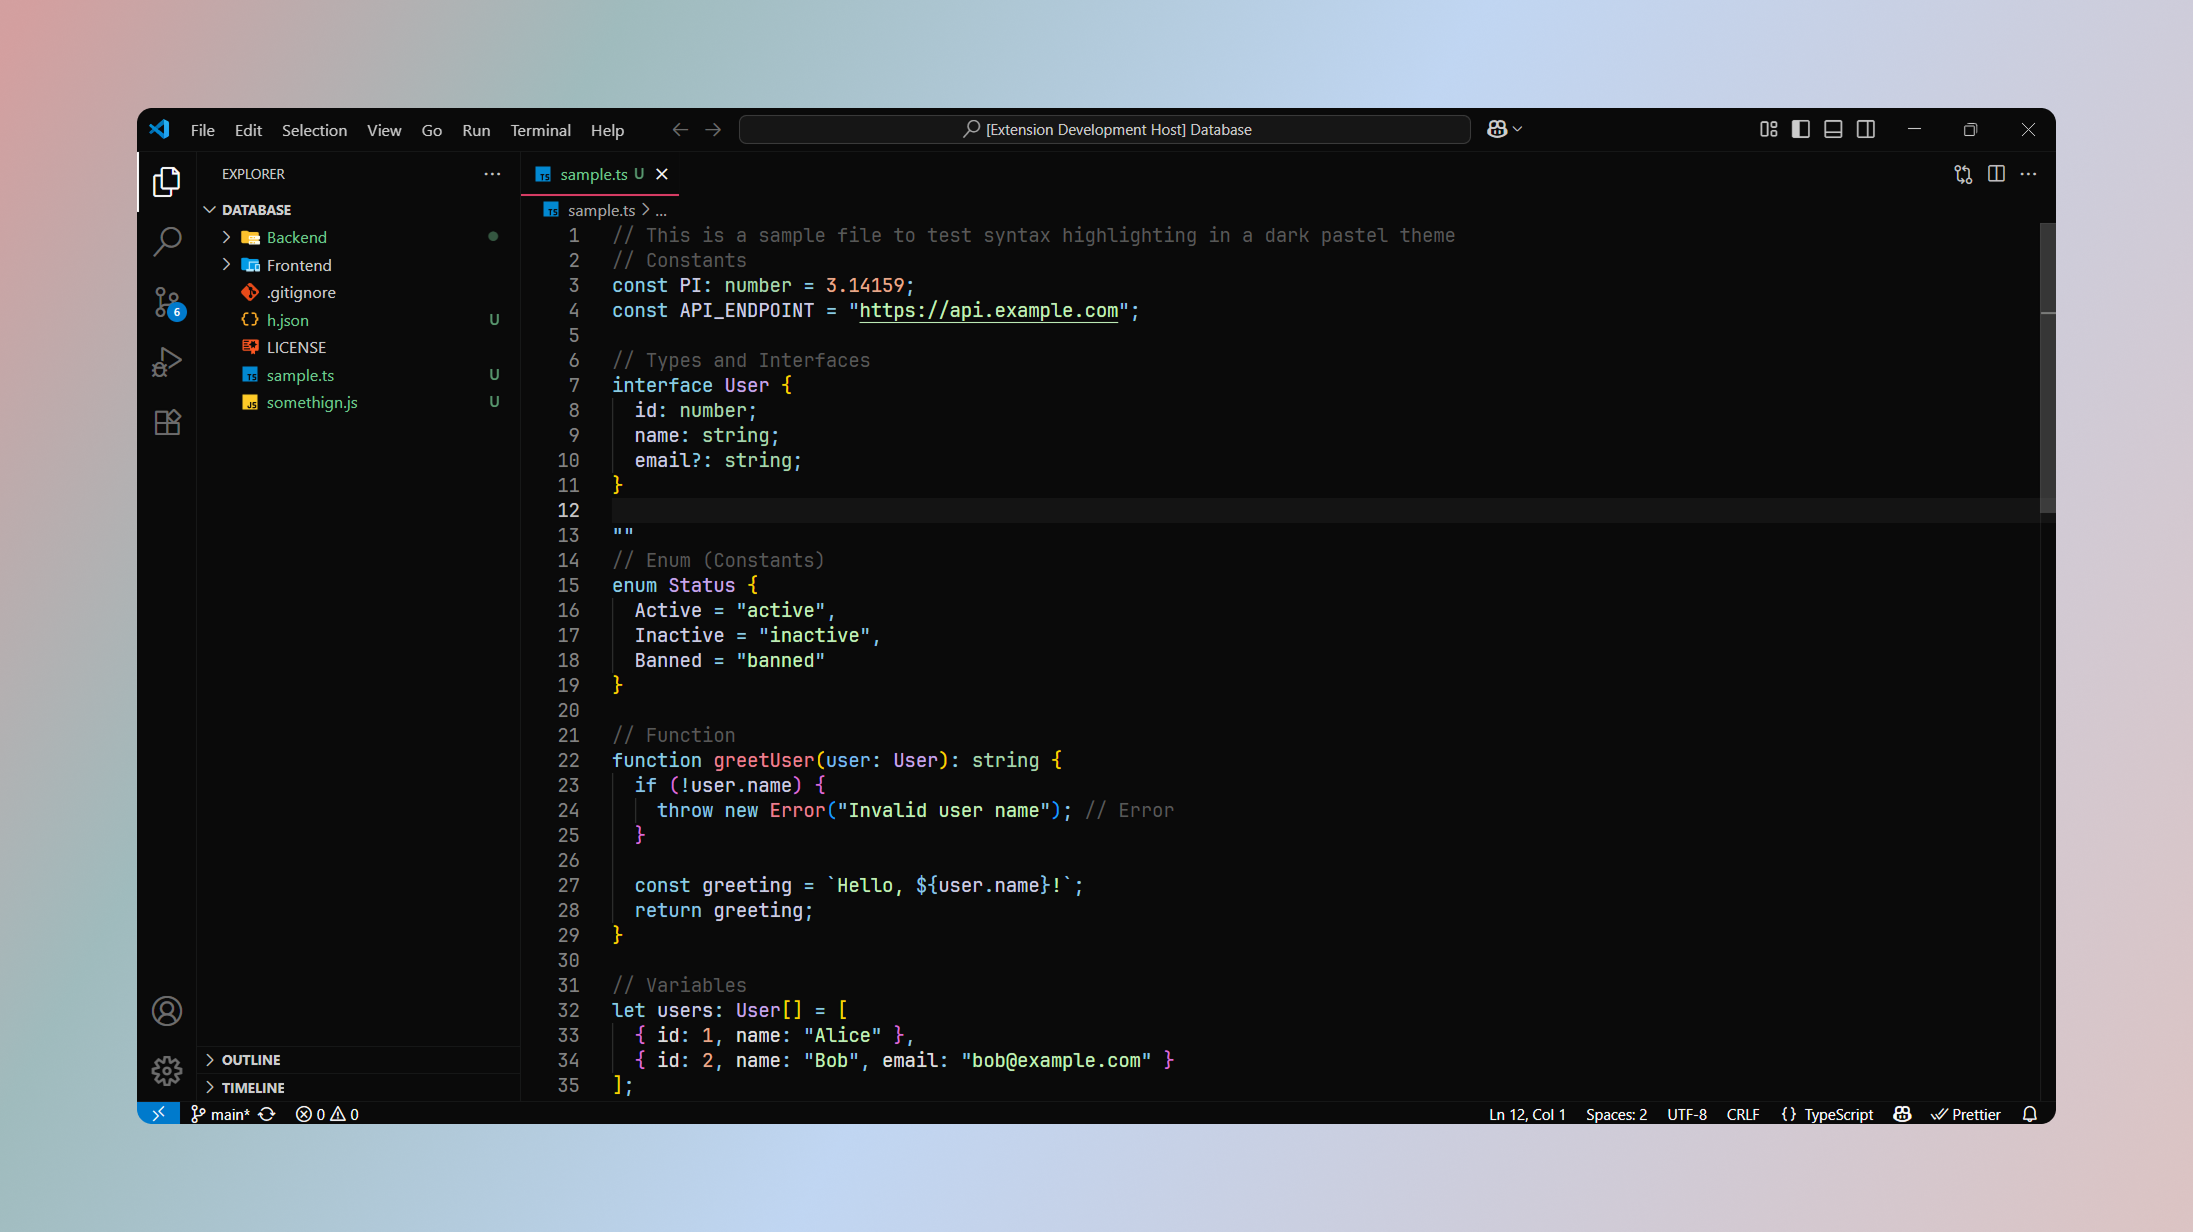 File Edit Selection View Go Run Terminal Help
[Extension Development Host] Database
EXPLORER
DATABASE
Backend
Frontend
.gitignore
h.json U
LICENSE
sample.ts U
somethign.js U
6
OUTLINE
TIMELINE
sample.ts U
sample.ts > ...
1 // This is a sample file to test syntax highlighting in a dark pastel theme
2 // Constants
3 const PI: number = 3.14159;
4 const API_ENDPOINT = "https://api.example.com";
5
6 // Types and Interfaces
7 interface User {
8   id: number;
9   name: string;
10   email?: string;
11 }
12
13 ""
14 // Enum (Constants)
15 enum Status {
16   Active = "active",
17   Inactive = "inactive",
18   Banned = "banned"
19 }
20
21 // Function
22 function greetUser(user: User): string {
23   if (!user.name) {
24     throw new Error("Invalid user name"); // Error
25   }
26
27   const greeting = `Hello, ${user.name}!`;
28   return greeting;
29 }
30
31 // Variables
32 let users: User[] = [
33   { id: 1, name: "Alice" },
34   { id: 2, name: "Bob", email: "bob@example.com" }
35 ];
main* 0 0
Ln 12, Col 1 Spaces: 2 UTF-8 CRLF {} TypeScript Prettier